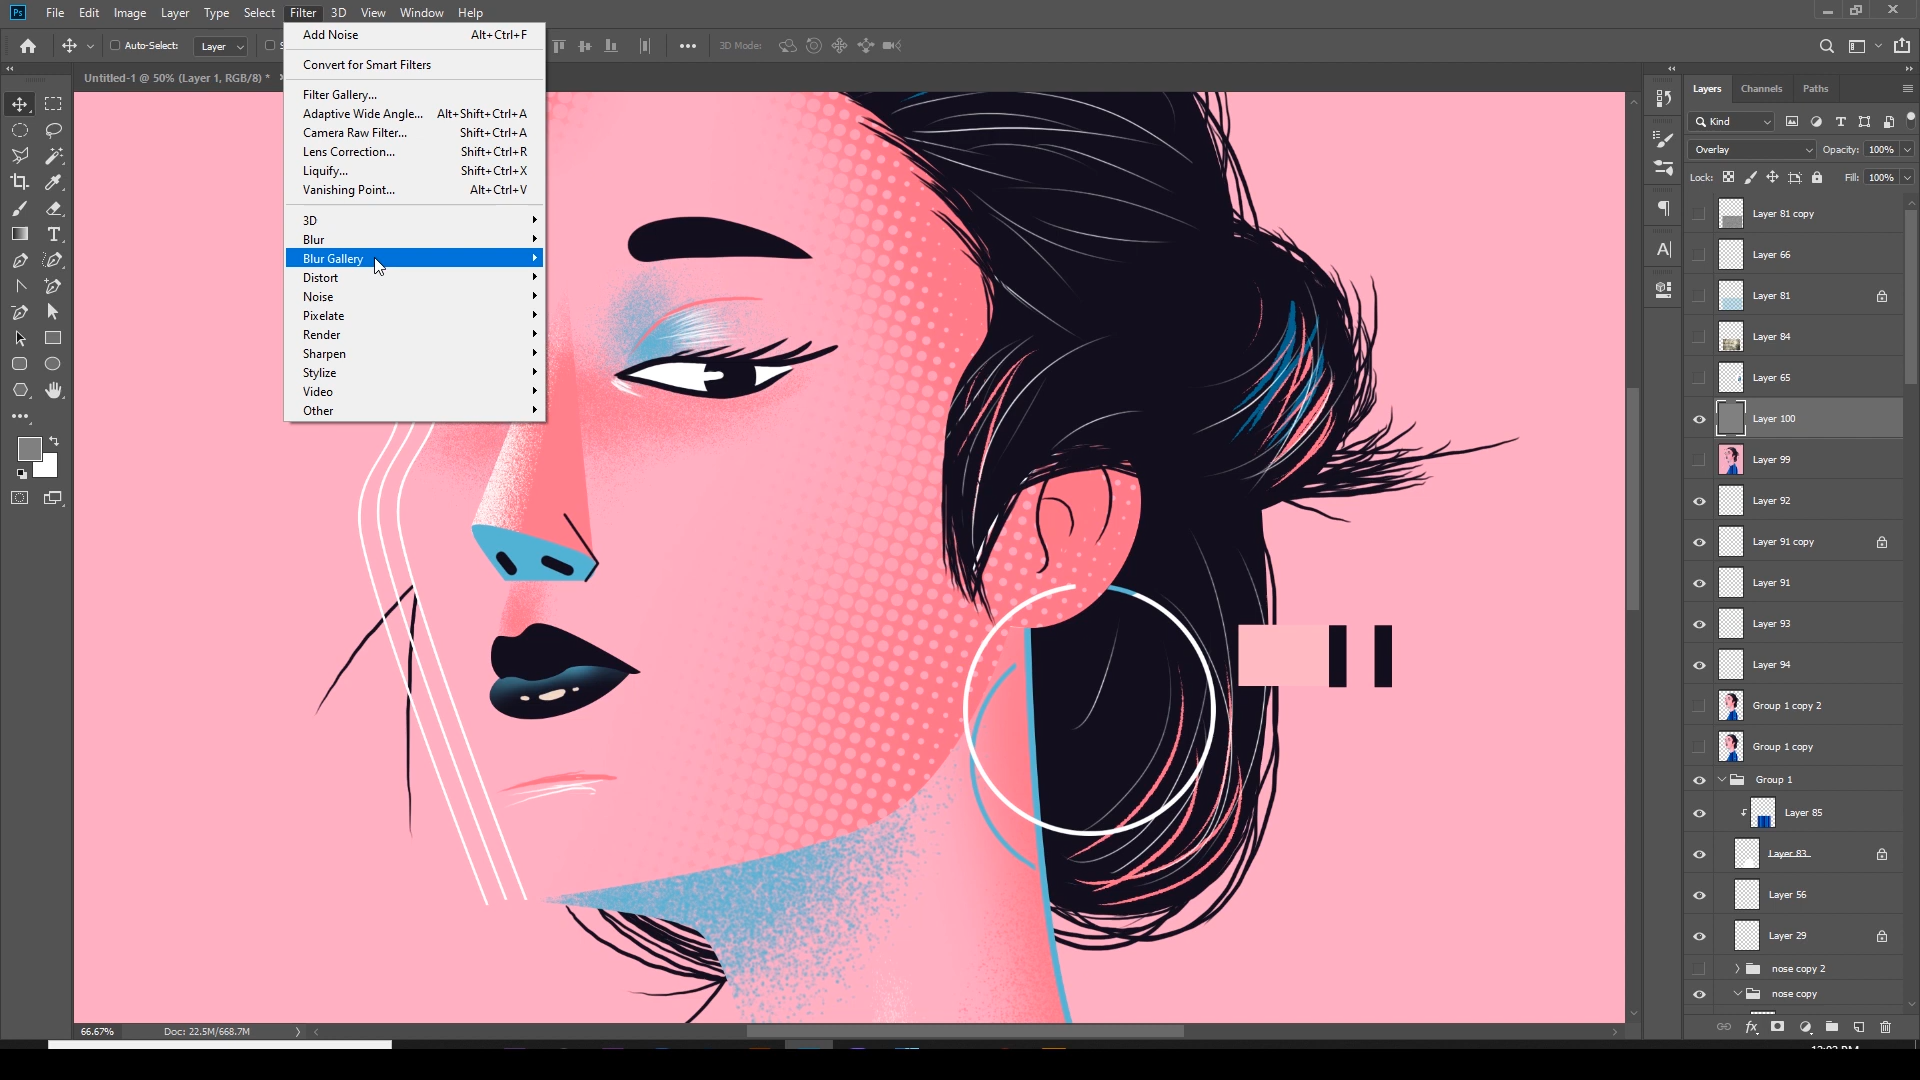 Ps File Edit Image Layer Type Select Filter 3D View Window Help
Auto-Select: Layer 3D Mode:
Untitled-1 @ 50% (Layer 1, RGB/8) *
Add Noise Alt+Ctrl+F
Convert for Smart Filters
Filter Gallery...
Adaptive Wide Angle... Alt+Shift+Ctrl+A
Camera Raw Filter... Shift+Ctrl+A
Lens Correction... Shift+Ctrl+R
Liquify... Shift+Ctrl+X
Vanishing Point... Alt+Ctrl+V
3D
Blur
Blur Gallery
Distort
Noise
Pixelate
Render
Sharpen
Stylize
Video
Other
Layers Channels Paths
Kind
Overlay Opacity: 100%
Lock: Fill: 100%
Layer 81 copy
Layer 66
Layer 81
Layer 84
Layer 65
Layer 100
Layer 99
Layer 92
Layer 91 copy
Layer 91
Layer 93
Layer 94
Group 1 copy 2
Group 1 copy
Group 1
Layer 85
Layer 83
Layer 56
Layer 29
nose copy 2
nose copy
66.67% Doc: 22.5M/668.7M